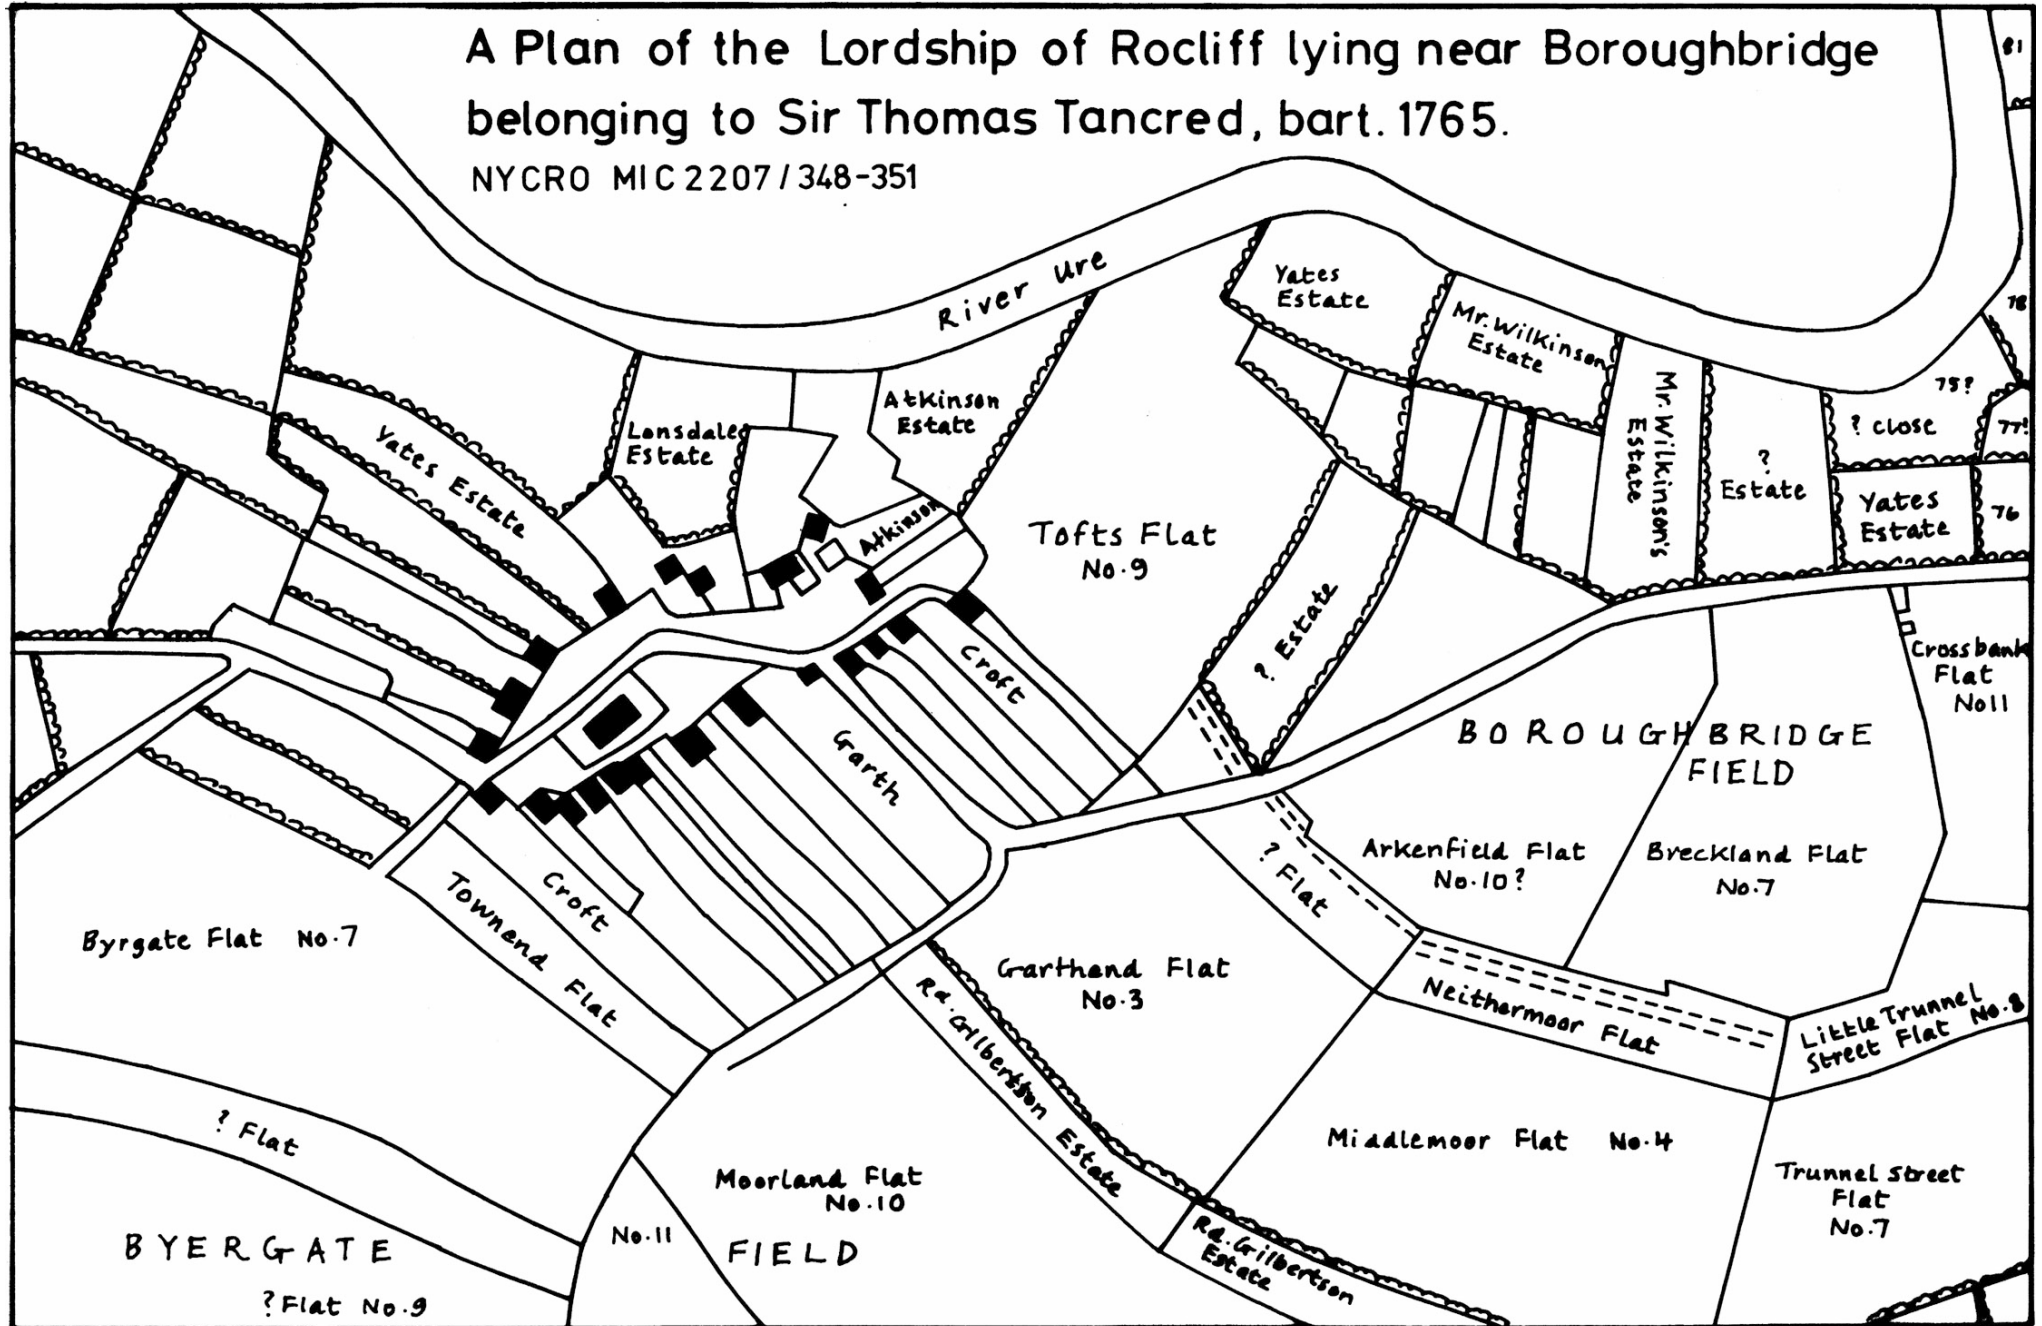 A Plan of the Lordship of Rocliff lying near Boroughbridge
belonging to Sir Thomas Tancred, bart. 1765.
NYCRO MIC 2207/348-351
81
River Ure
Yates
Estate
Mr. Wilkinson
Estate
78
75?
Mr. Wilkinson's
Estate
? close
77?
?
Estate
Yates
Estate
76
Yates Estate
Lonsdale
Estate
Atkinson
Estate
Atkinson
Tofts Flat
No.9
? Estate
Croft
Garth
Crossbank
Flat
No11
BOROUGHBRIDGE
FIELD
Arkenfield Flat
No.10?
Breckland Flat
No.7
? Flat
Byrgate Flat No.7
Townend Flat
Croft
Garthend Flat
No.3
Rd. Gilbertson Estate
Neithermoor Flat
Little Trunnel
Street Flat No.8
? Flat
Middlemoor Flat No.4
Moorland Flat
No.10
Trunnel Street
Flat
No.7
BYERGATE
No.11
FIELD
Rd. Gilbertson
Estate
? Flat No.9